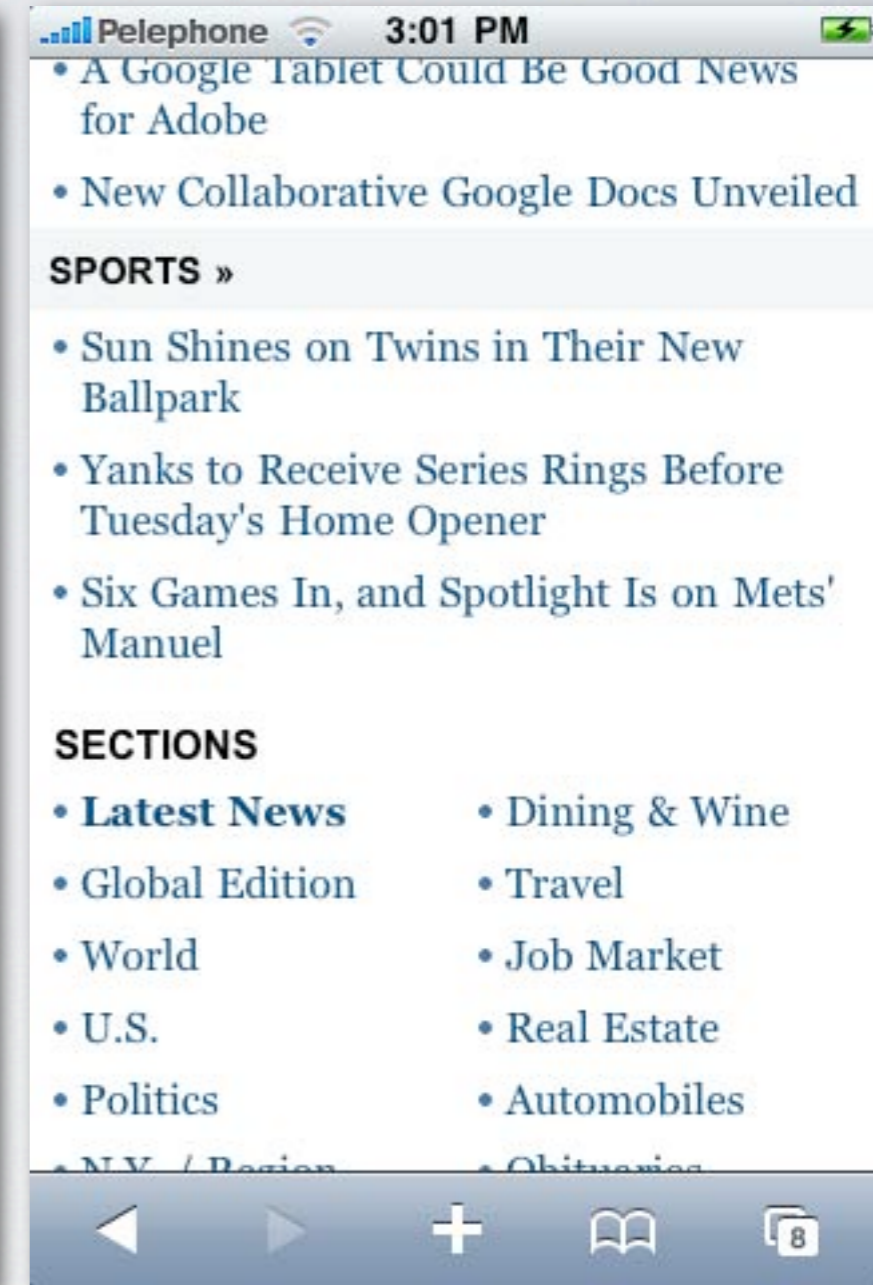 Pelephone 3:01 PM
• A Google Tablet Could Be Good News
for Adobe
• New Collaborative Google Docs Unveiled
SPORTS »
• Sun Shines on Twins in Their New
Ballpark
• Yanks to Receive Series Rings Before
Tuesday's Home Opener
• Six Games In, and Spotlight Is on Mets'
Manuel
SECTIONS
• Latest News
• Global Edition
• World
• U.S.
• Politics
• N.Y. / Region
• Dining & Wine
• Travel
• Job Market
• Real Estate
• Automobiles
• Obituaries
8